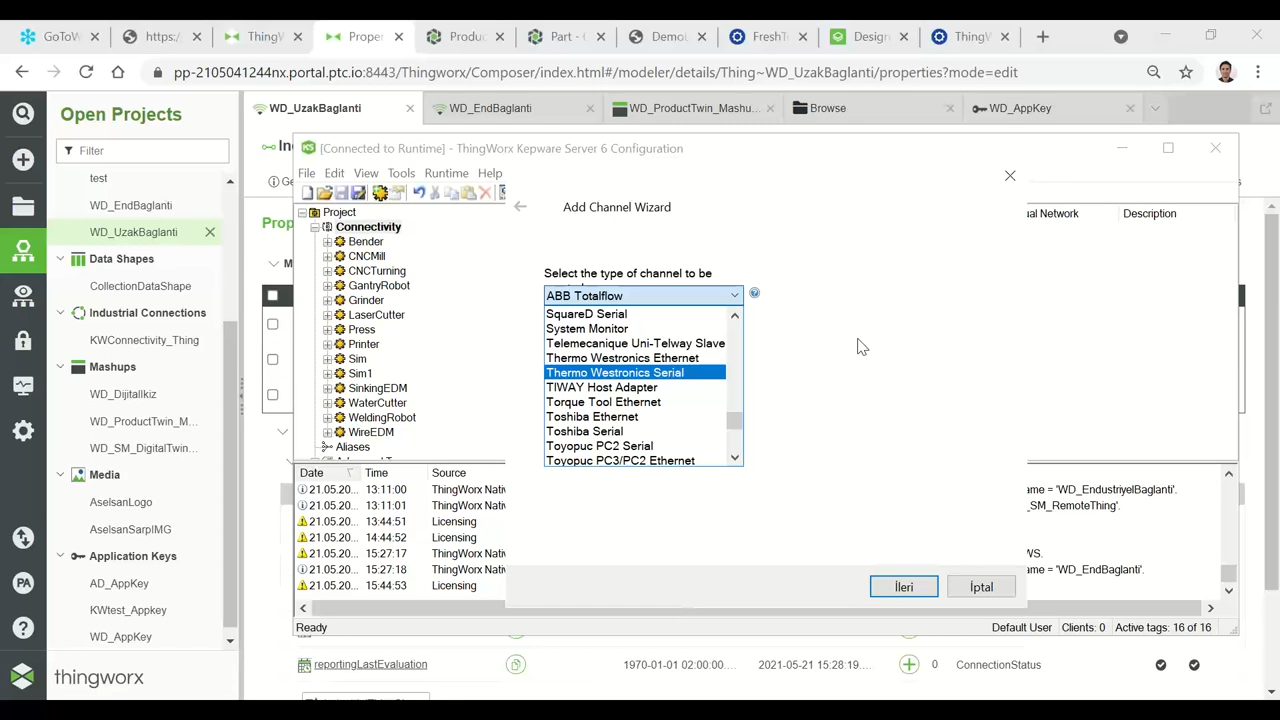 GoToW
https:/
ThingV
Proper
Produc
Part - (
DemoL
FreshT
Design
ThingW
pp-2105041244nx.portal.ptc.io:8443/Thingworx/Composer/index.html#/modeler/details/Thing~WD_UzakBaglanti/properties?mode=edit
Open Projects
WD_UzakBaglanti
WD_EndBaglanti
WD_ProductTwin_Mashu...
Browse
WD_AppKey
Filter
test
WD_EndBaglanti
WD_UzakBaglanti
Data Shapes
CollectionDataShape
Industrial Connections
KWConnectivity_Thing
Mashups
WD_Dijitalikiz
WD_ProductTwin_M...
WD_SM_DigitalTwin...
Media
AselsanLogo
AselsanSarpIMG
Application Keys
AD_AppKey
KWtest_Appkey
WD_AppKey
PA
thingworx
[Connected to Runtime] - ThingWorx Kepware Server 6 Configuration
File Edit View Tools Runtime Help
Project
Connectivity
Bender
CNCMill
CNCTurning
GantryRobot
Grinder
LaserCutter
Press
Printer
Sim
Sim1
SinkingEDM
WaterCutter
WeldingRobot
WireEDM
Aliases
Add Channel Wizard
Select the type of channel to be
ABB Totalflow
SquareD Serial
System Monitor
Telemecanique Uni-Telway Slave
Thermo Westronics Ethernet
Thermo Westronics Serial
TIWAY Host Adapter
Torque Tool Ethernet
Toshiba Ethernet
Toshiba Serial
Toyopuc PC2 Serial
Toyopuc PC3/PC2 Ethernet
İleri
İptal
ual Network
Description
Date Time Source
21.05.20... 13:11:00 ThingWorx Nativ
ame = 'WD_EndustriyelBaglanti'.
21.05.20... 13:11:01 ThingWorx Nativ
_SM_RemoteThing'.
21.05.20... 13:44:51 Licensing
21.05.20... 14:44:52 Licensing
21.05.20... 15:27:17 ThingWorx Nativ
WS.
21.05.20... 15:27:18 ThingWorx Nativ
ame = 'WD_EndBaglanti'.
21.05.20... 15:44:53 Licensing
Ready
Default User
Clients: 0
Active tags: 16 of 16
reportingLastEvaluation
1970-01-01 02:00:00....
2021-05-21 15:28:19....
0
ConnectionStatus